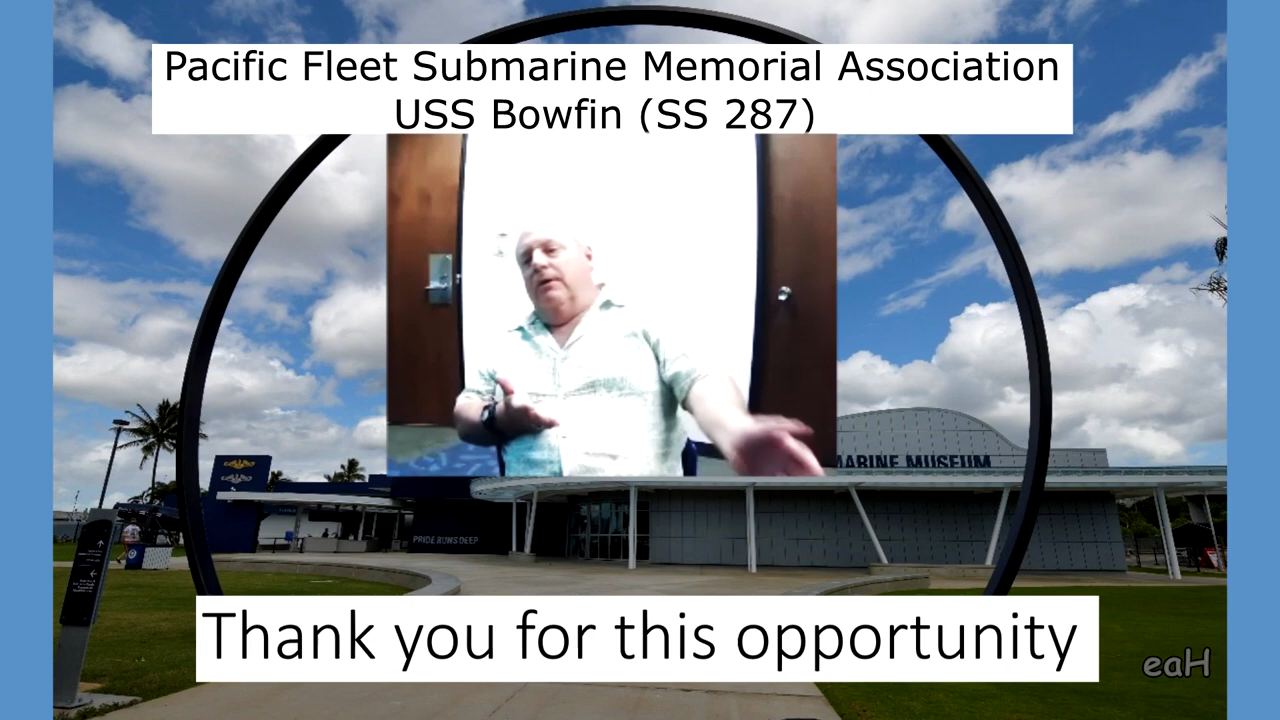 Pacific Fleet Submarine Memorial Association
USS Bowfin (SS 287)
MARINE MUSEUM
PRIDE RUNS DEEP
Thank you for this opportunity
eaH